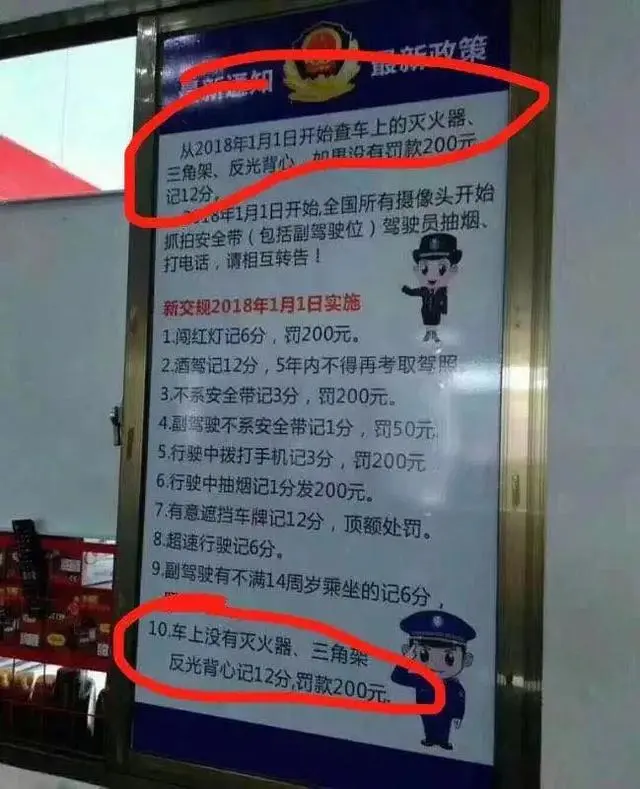 最新通知 最新政策
从2018年1月1日开始查车上的灭火器、
三角架、反光背心、如果没有罚款200元
记12分。
2018年1月1日开始,全国所有摄像头开始
抓拍安全带（包括副驾驶位）驾驶员抽烟、
打电话，请相互转告！
新交规2018年1月1日实施
1.闯红灯记6分，罚200元。
2.酒驾记12分，5年内不得再考取驾照
3.不系安全带记3分，罚200元。
4.副驾驶不系安全带记1分，罚50元.
5.行驶中拨打手机记3分，罚200元
6.行驶中抽烟记1分发200元。
7.有意遮挡车牌记12分，顶额处罚。
8.超速行驶记6分。
9.副驾驶有不满14周岁乘坐的记6分，
10.车上没有灭火器、三角架
反光背心记12分,罚款200元.